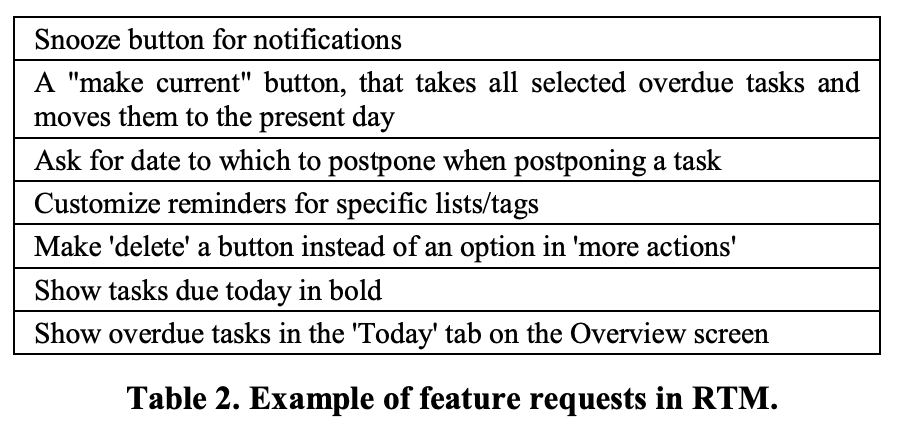 Snooze button for notifications
A "make current" button, that takes all selected overdue tasks and
moves them to the present day
Ask for date to which to postpone when postponing a task
Customize reminders for specific lists/tags
Make 'delete' a button instead of an option in 'more actions'
Show tasks due today in bold
Show overdue tasks in the 'Today' tab on the Overview screen
Table 2. Example of feature requests in RTM.